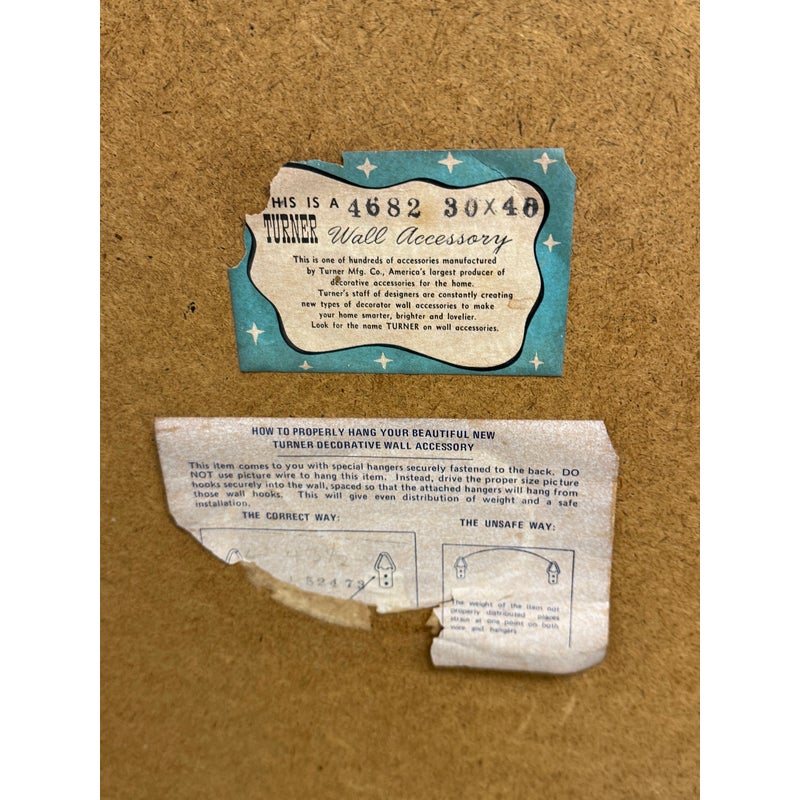 HIS IS A 4682 30X40
TURNER Wall Accessory
This is one of hundreds of accessories manufactured
by Turner Mfg. Co., America's largest producer of
decorative accessories for the home.
Turner's staff of designers are constantly creating
new types of decorator wall accessories to make
your home smarter, brighter and lovelier.
Look for the name TURNER on wall accessories.
HOW TO PROPERLY HANG YOUR BEAUTIFUL NEW
TURNER DECORATIVE WALL ACCESSORY
This item comes to you with special hangers securely fastened to the back. DO
NOT use picture wire to hang this item. Instead, drive the proper size picture
hooks securely into the wall, spaced so that the attached hangers will hang from
those wall hooks. This will give even distribution of weight and a safe
installation.
THE CORRECT WAY:
THE UNSAFE WAY:
52473
The weight of the item not
properly distributed places
strain at one point on both
wire and hangers